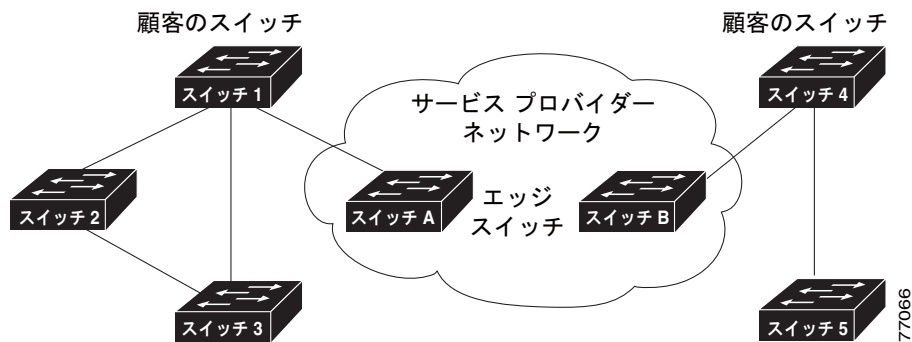 顧客のスイッチ
顧客のスイッチ
スイッチ 1
スイッチ 4
サービス プロバイダー
ネットワーク
スイッチ 2
スイッチ A
エッジ
スイッチ
スイッチ B
スイッチ 3
スイッチ 5
77066